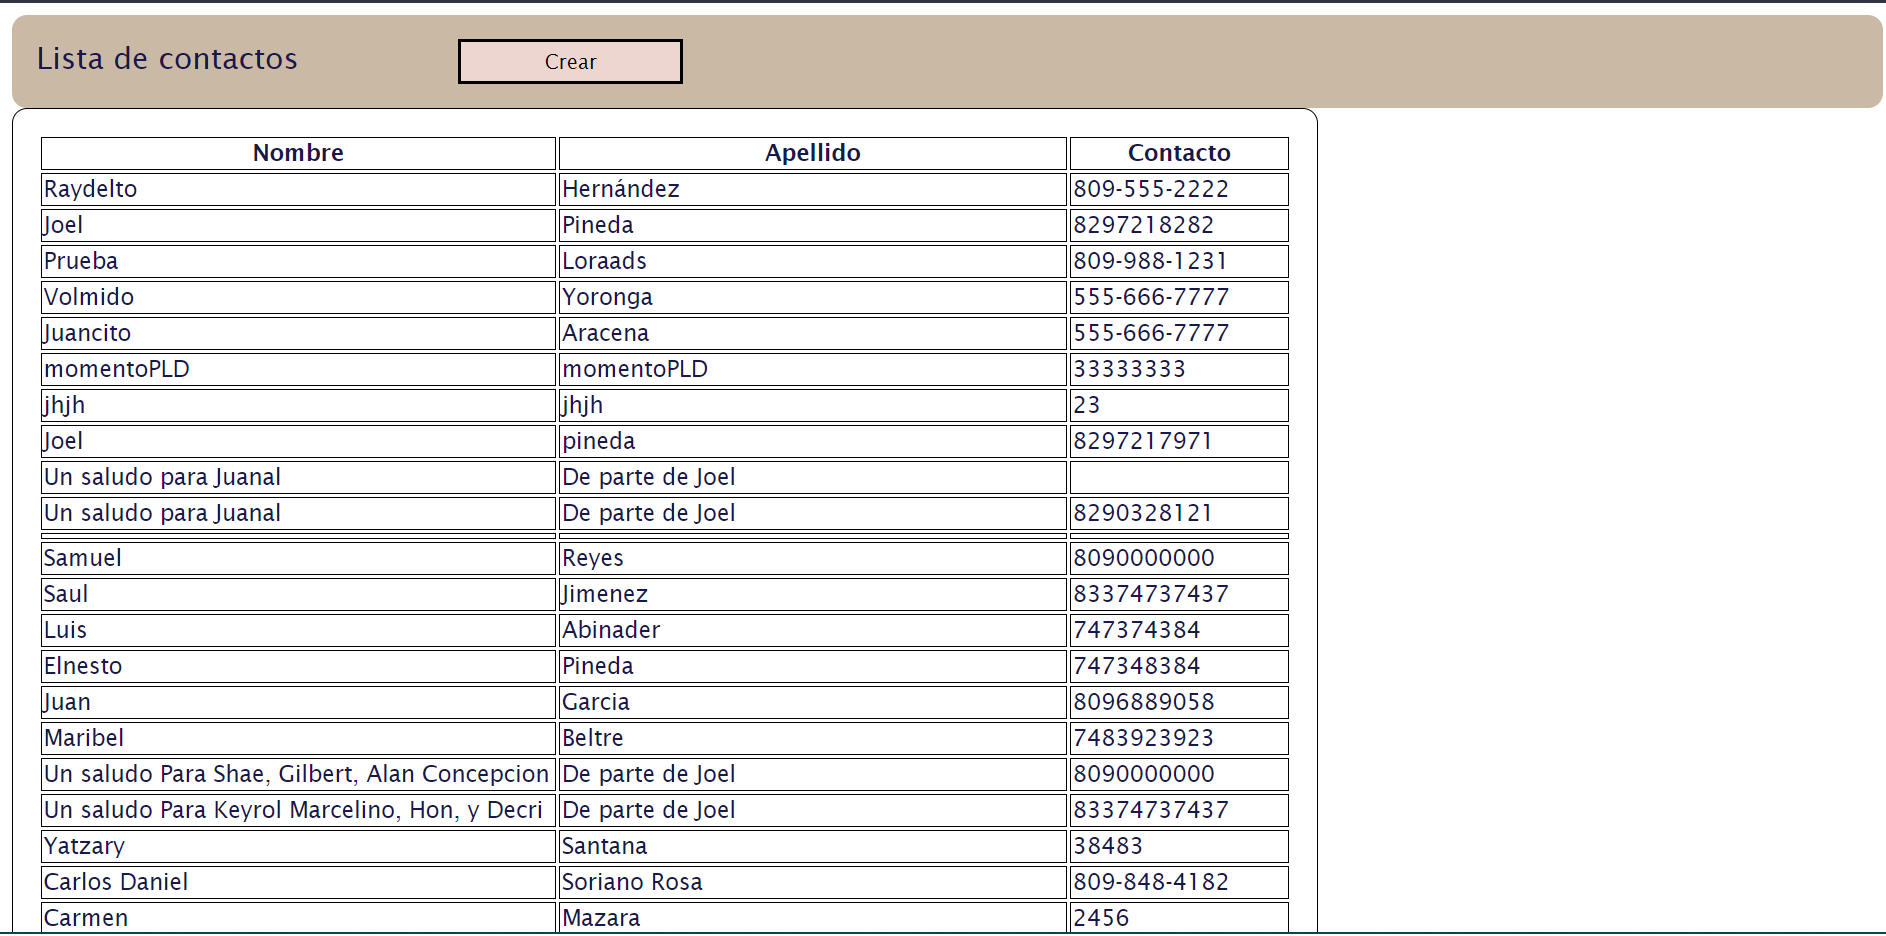 Lista de contactos Crear
Nombre Apellido Contacto
Raydelto Hernández 809-555-2222
Joel Pineda 8297218282
Prueba Loraads 809-988-1231
Volmido Yoronga 555-666-7777
Juancito Aracena 555-666-7777
momentoPLD momentoPLD 33333333
jhjh jhjh 23
Joel pineda 8297217971
Un saludo para Juanal De parte de Joel
Un saludo para Juanal De parte de Joel 8290328121
Samuel Reyes 8090000000
Saul Jimenez 83374737437
Luis Abinader 747374384
Elnesto Pineda 747348384
Juan Garcia 8096889058
Maribel Beltre 7483923923
Un saludo Para Shae, Gilbert, Alan Concepcion De parte de Joel 8090000000
Un saludo Para Keyrol Marcelino, Hon, y Decri De parte de Joel 83374737437
Yatzary Santana 38483
Carlos Daniel Soriano Rosa 809-848-4182
Carmen Mazara 2456